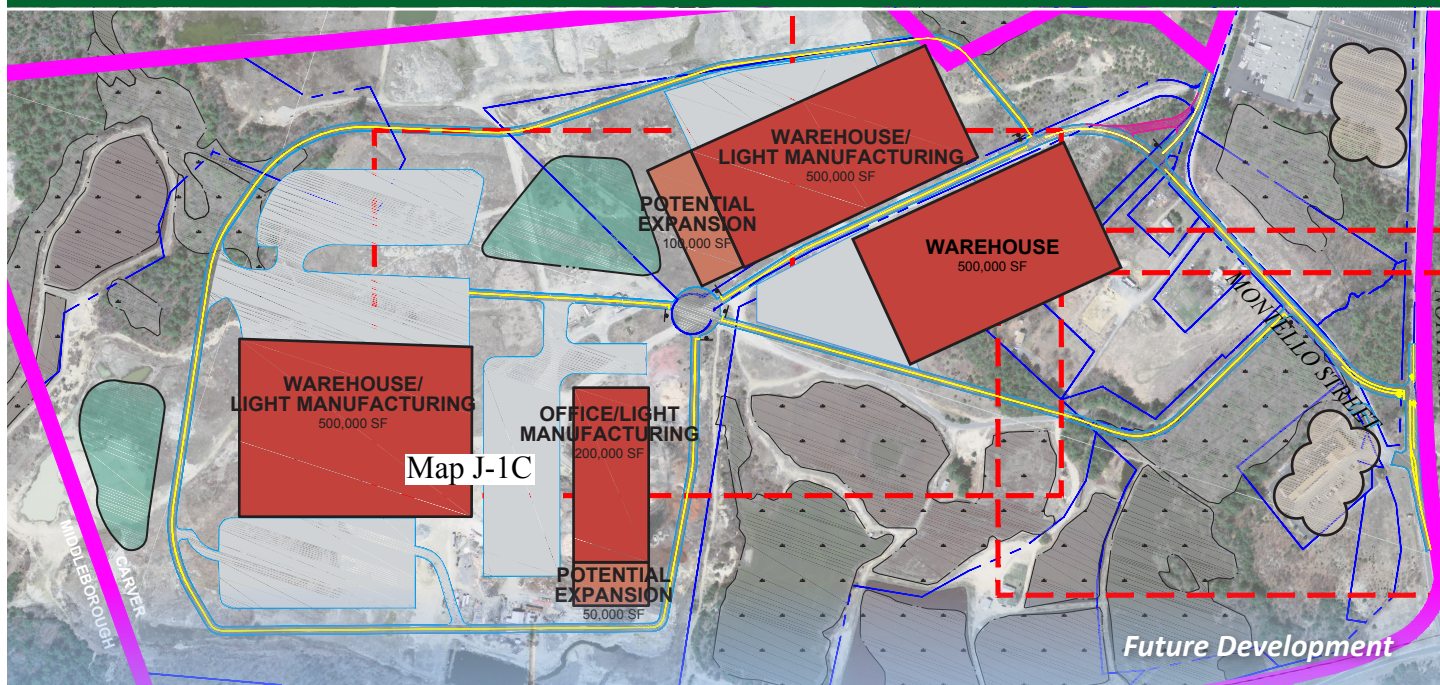 WAREHOUSE/
LIGHT MANUFACTURING
500,000 SF
POTENTIAL
EXPANSION
100,000 SF
WAREHOUSE
500,000 SF
MONTELLO STREET
WAREHOUSE/
LIGHT MANUFACTURING
500,000 SF
OFFICE/LIGHT
MANUFACTURING
200,000 SF
Map J-1C
POTENTIAL
EXPANSION
50,000 SF
MIDDLEBOROUGH
CARVER
Future Development